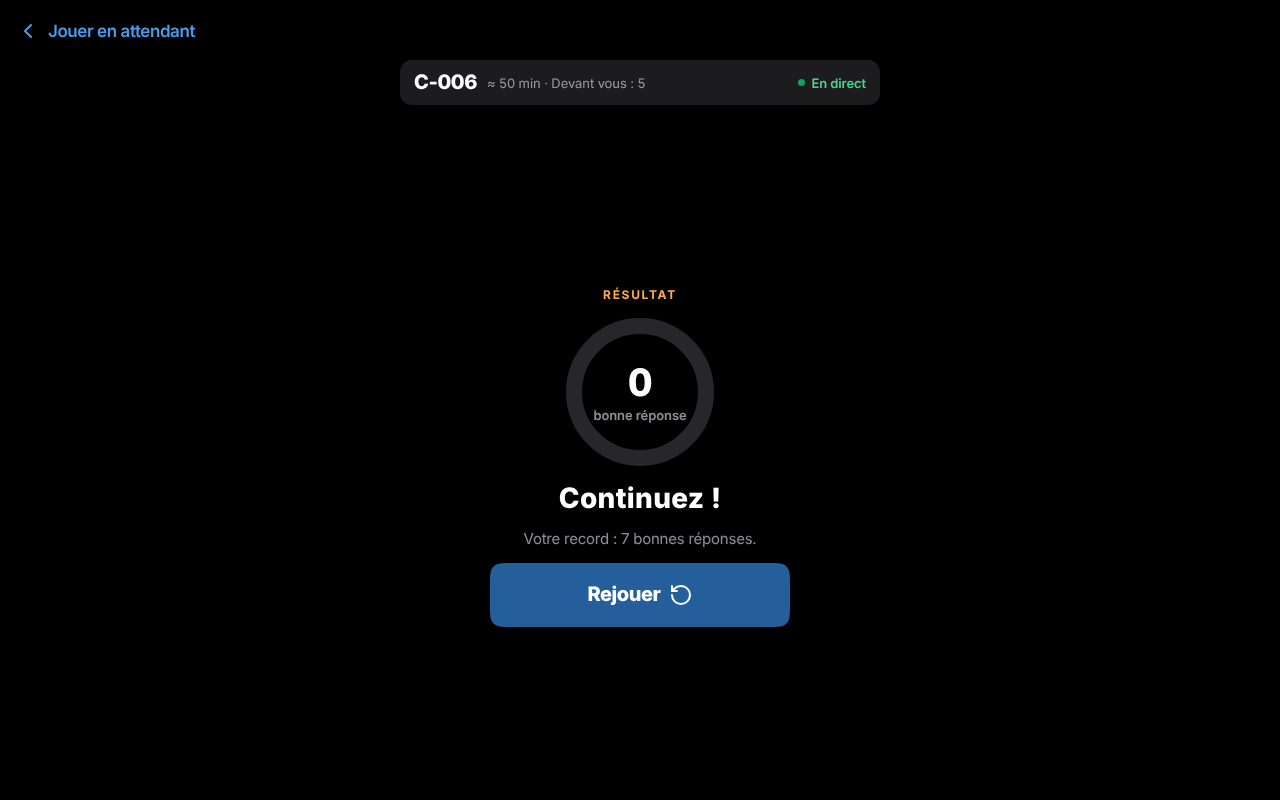 Jouer en attendant
C-006 ≈ 50 min · Devant vous : 5 En direct
RÉSULTAT
0
bonne réponse
Continuez !
Votre record : 7 bonnes réponses.
Rejouer